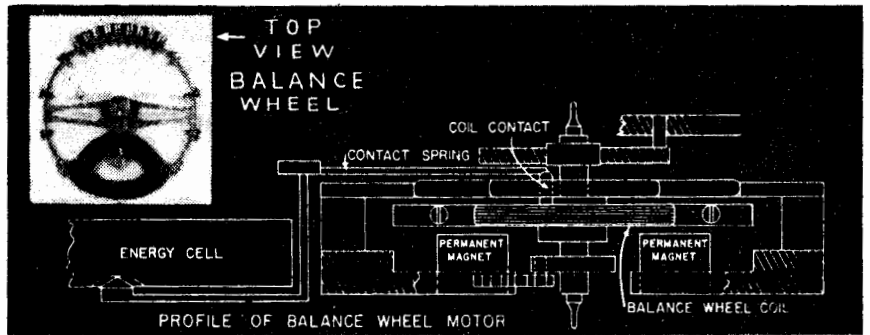 TOP
VIEW
BALANCE
WHEEL
COIL CONTACT
CONTACT SPRING
ENERGY CELL
PERMANENT
MAGNET
PERMANENT
MAGNET
BALANCE WHEEL COIL
PROFILE OF BALANCE WHEEL MOTOR